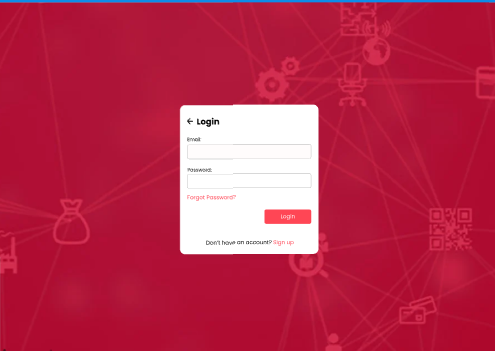 ← Login
Email:
Password:
Forgot Password?
Login
Don't have an account? Sign up